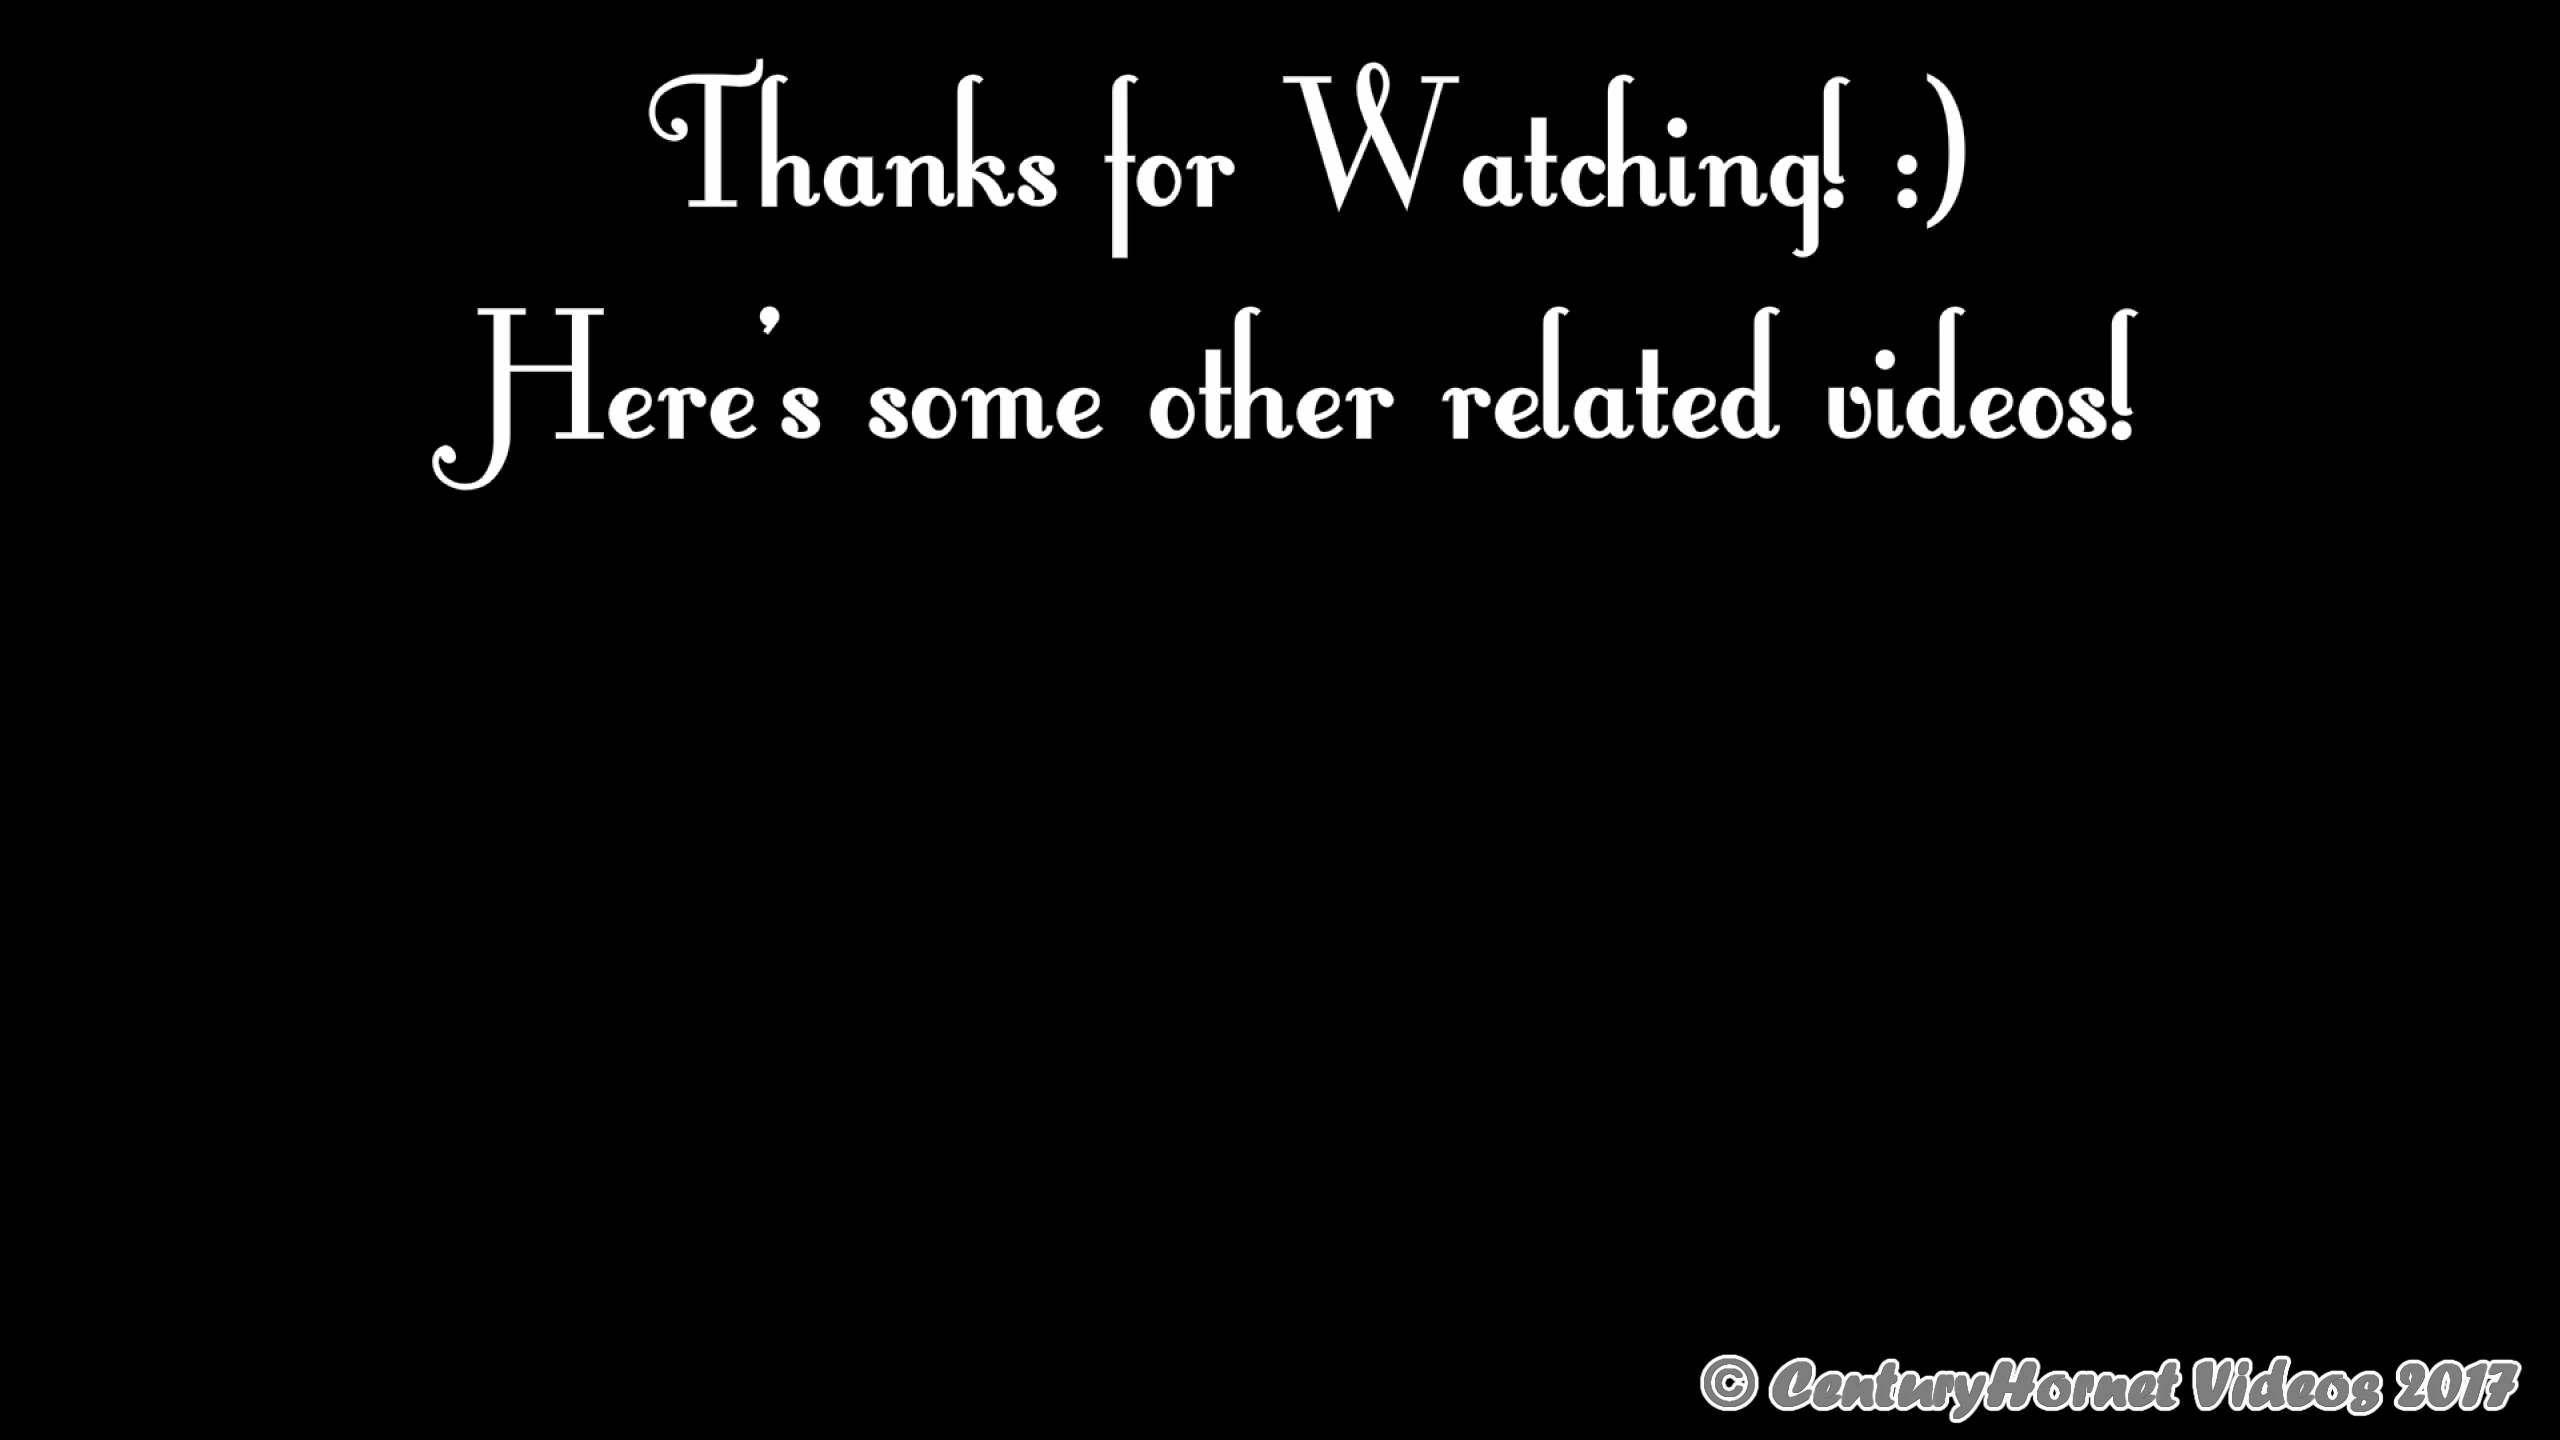 Thanks for Watching! :)
Here's some other related videos!
© CenturyHornet Videos 2017